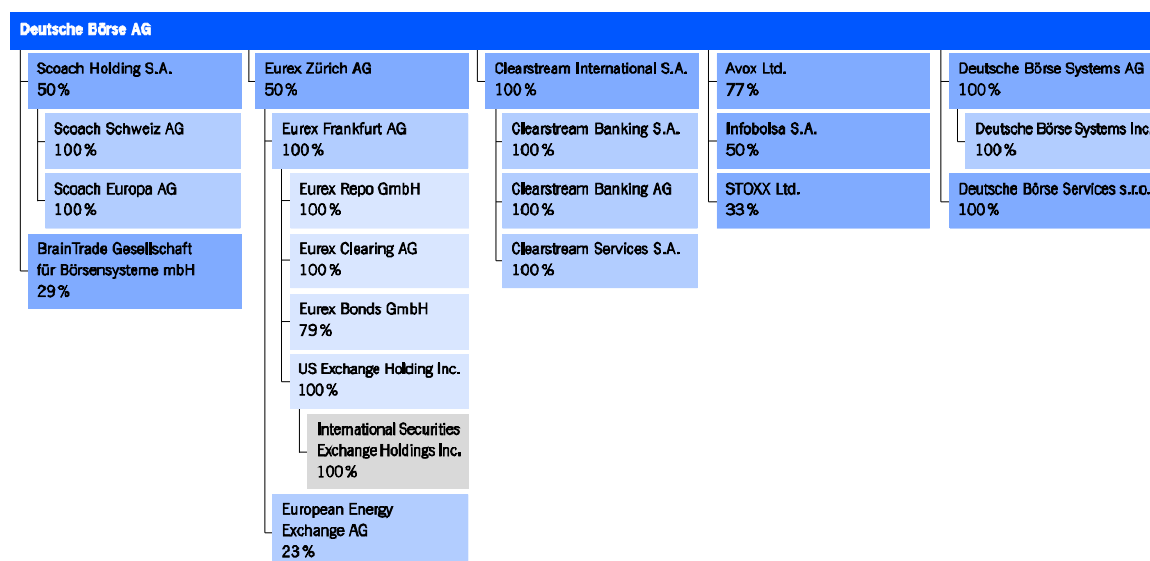 Deutsche Börse AG
Scoach Holding S.A.
50%
Scoach Schweiz AG
100%
Scoach Europa AG
100%
BrainTrade Gesellschaft
für Börsensysteme mbH
29%
Eurex Zürich AG
50%
Eurex Frankfurt AG
100%
Eurex Repo GmbH
100%
Eurex Clearing AG
100%
Eurex Bonds GmbH
79%
US Exchange Holding Inc.
100%
International Securities
Exchange Holdings Inc.
100%
European Energy
Exchange AG
23%
Clearstream International S.A.
100%
Clearstream Banking S.A.
100%
Clearstream Banking AG
100%
Clearstream Services S.A.
100%
Avox Ltd.
77%
Infobolsa S.A.
50%
STOXX Ltd.
33%
Deutsche Börse Systems AG
100%
Deutsche Börse Systems Inc.
100%
Deutsche Börse Services s.r.o.
100%